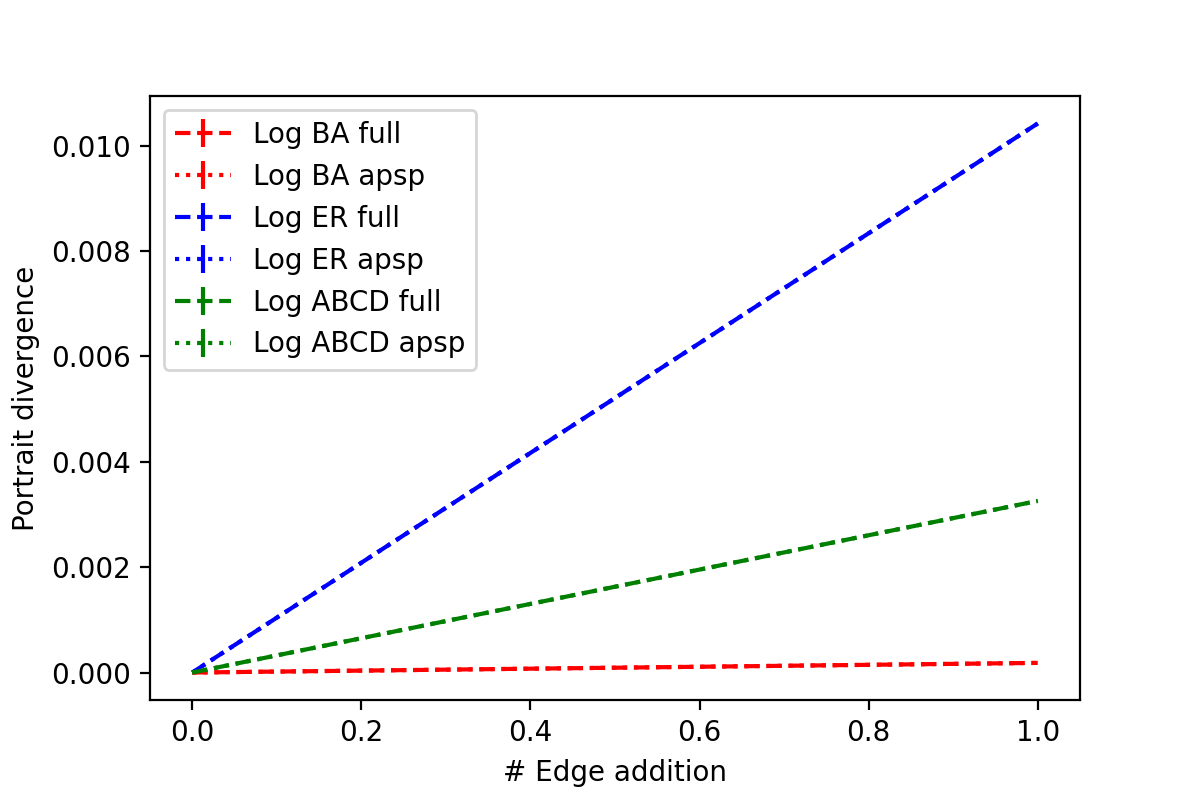 Log BA full
Log BA apsp
Log ER full
Log ER apsp
Log ABCD full
Log ABCD apsp
0.010
0.008
0.006
0.004
0.002
0.000
Portrait divergence
0.0 0.2 0.4 0.6 0.8 1.0
# Edge addition